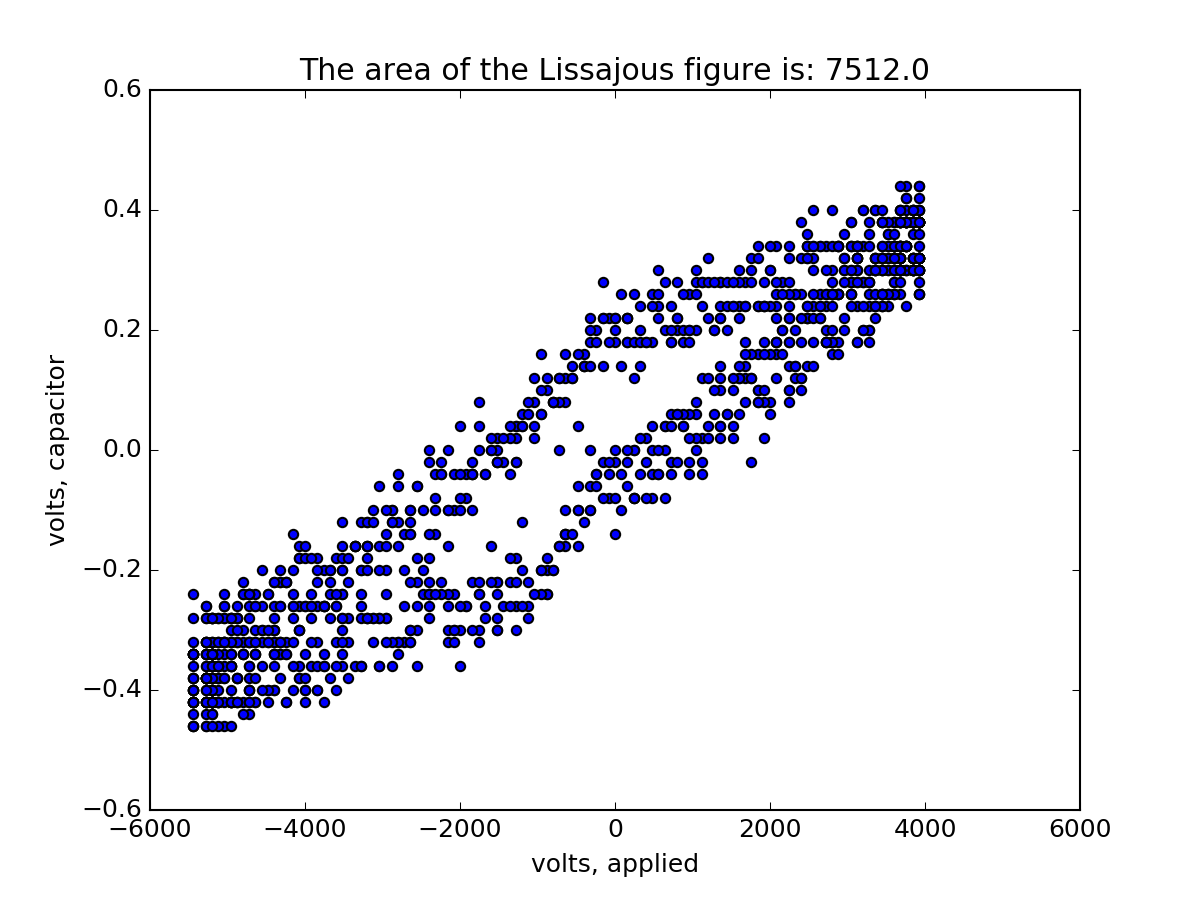 The area of the Lissajous figure is: 7512.0
0.6
0.4
0.2
0.0
−0.2
−0.4
−0.6
volts, capacitor
−6000 −4000 −2000 0 2000 4000 6000
volts, applied